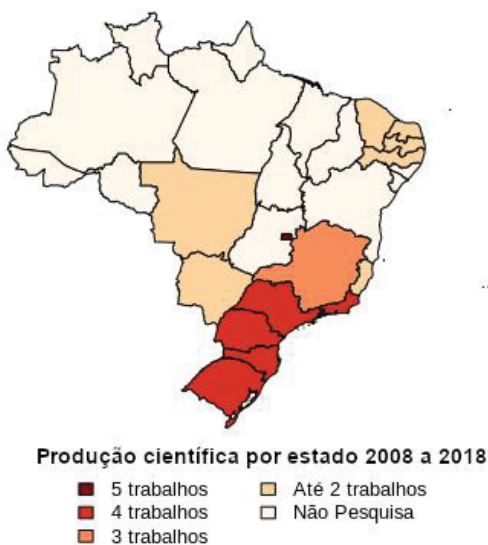 Produção científica por estado 2008 a 2018
5 trabalhos
4 trabalhos
3 trabalhos
Até 2 trabalhos
Não Pesquisa